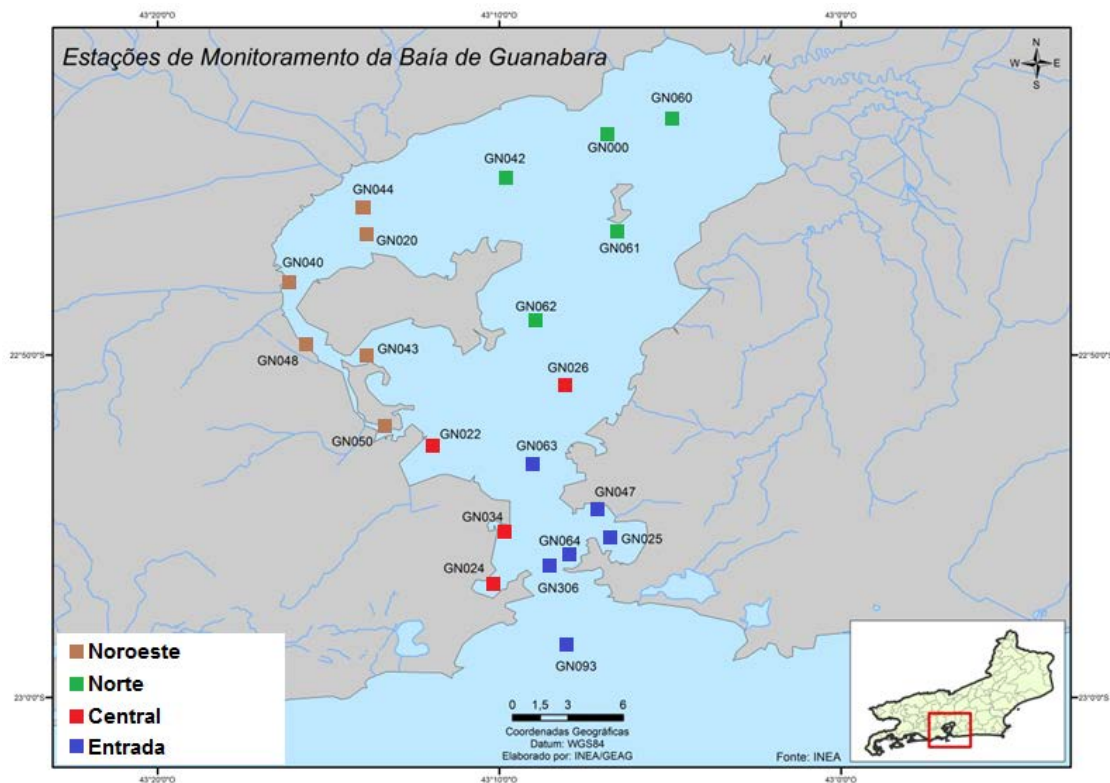 43°20'0"W
43°10'0"W
43°0'0"W
Estações de Monitoramento da Baía de Guanabara
N
W E
S
GN060
GN000
GN042
GN044
GN020
GN061
GN040
GN062
GN048
GN043
22°50'0"S
22°50'0"S
GN026
GN050
GN022
GN063
GN047
GN034
GN064
GN025
GN024
GN306
GN093
Noroeste
Norte
Central
Entrada
23°0'0"S
23°0'0"S
0 1,5 3 6
Coordenadas Geográficas
Datum: WGS84
Elaborado por: INEA/GEAG
Fonte: INEA
43°20'0"W
43°10'0"W
43°0'0"W